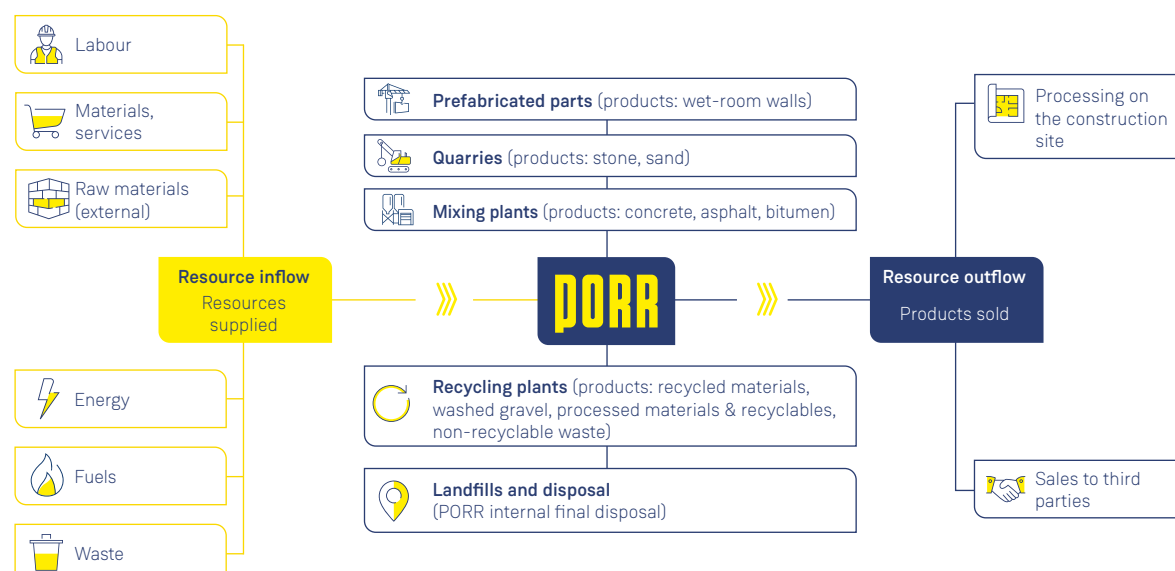 Labour
Materials,
services
Raw materials
(external)
Resource inflow
Resources
supplied
Energy
Fuels
Waste
Prefabricated parts (products: wet-room walls)
Quarries (products: stone, sand)
Mixing plants (products: concrete, asphalt, bitumen)
PORR
Recycling plants (products: recycled materials,
washed gravel, processed materials & recyclables,
non-recyclable waste)
Landfills and disposal
(PORR internal final disposal)
Processing on
the construction
site
Resource outflow
Products sold
Sales to third
parties